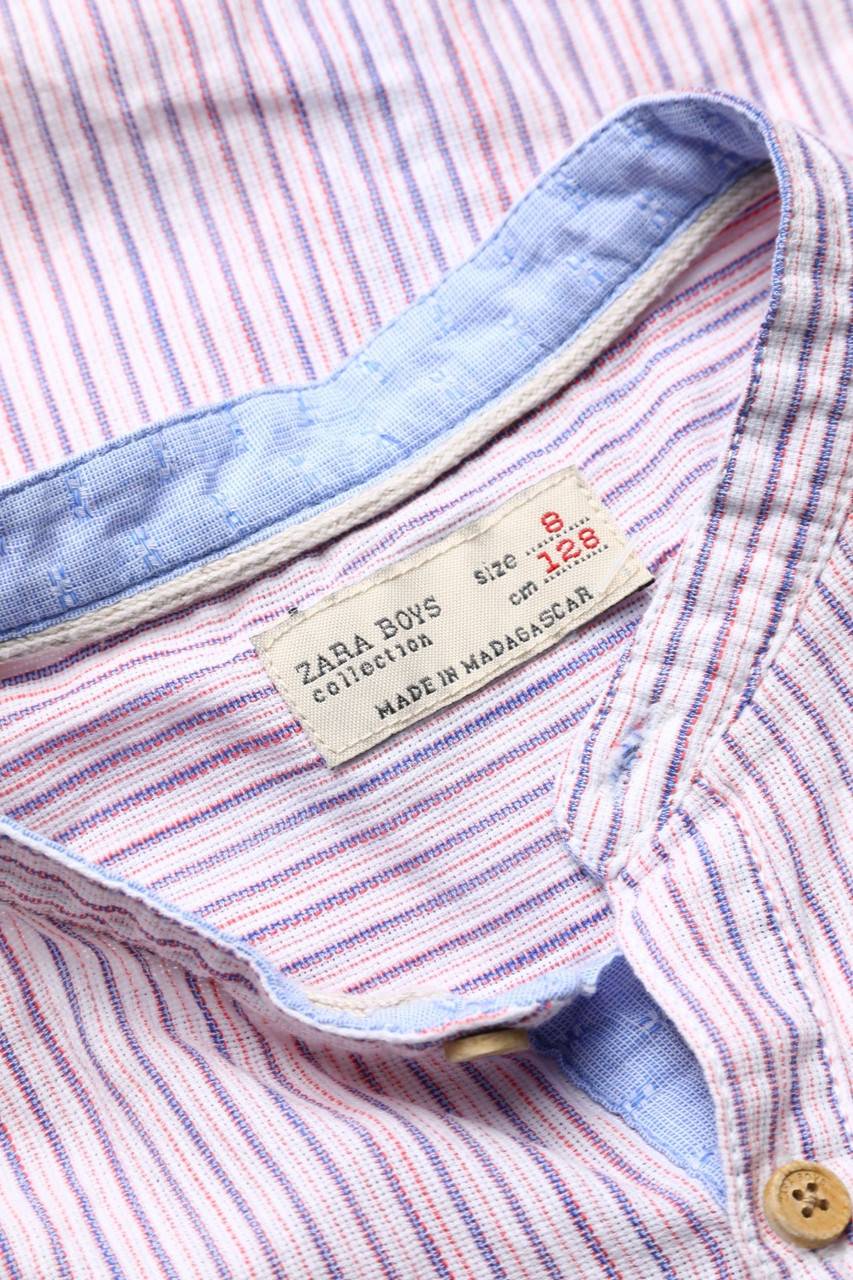 ZARA BOYS
collection
size 8
cm 128
MADE IN MADAGASCAR